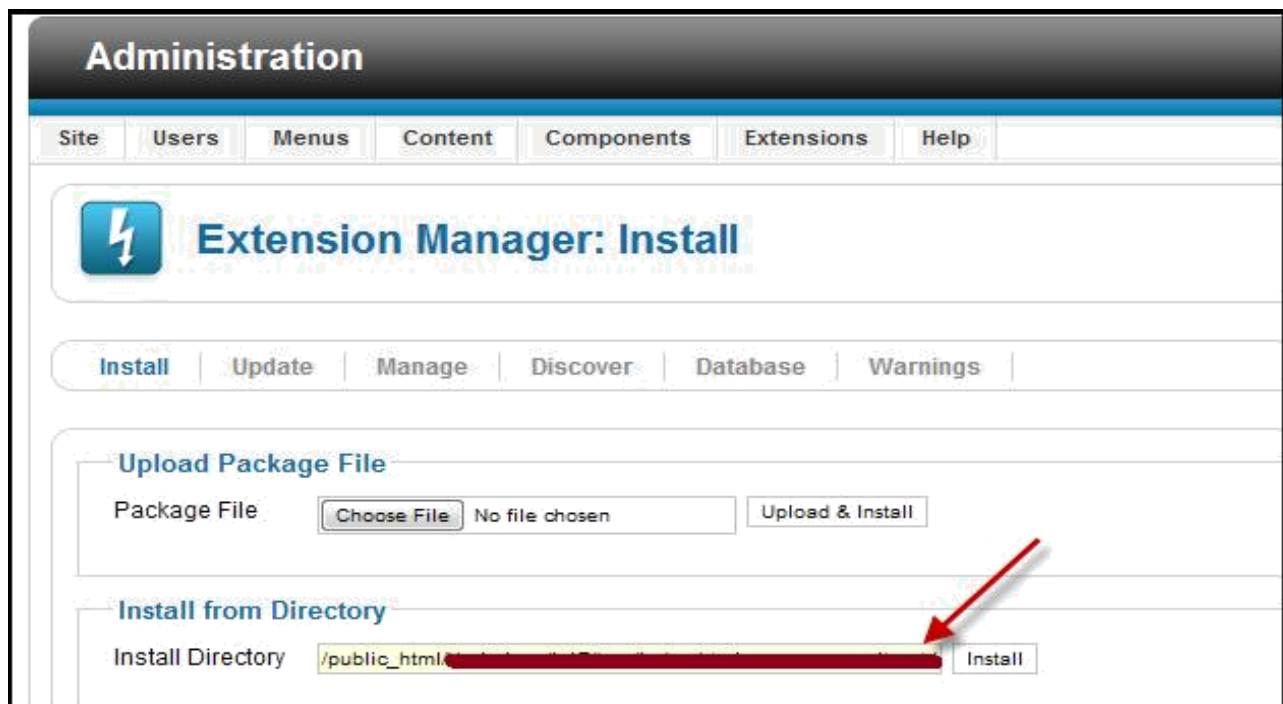 Administration
Site Users Menus Content Components Extensions Help
Extension Manager: Install
Install Update Manage Discover Database Warnings
Upload Package File
Package File Choose File No file chosen Upload & Install
Install from Directory
Install Directory /public_html/ Install